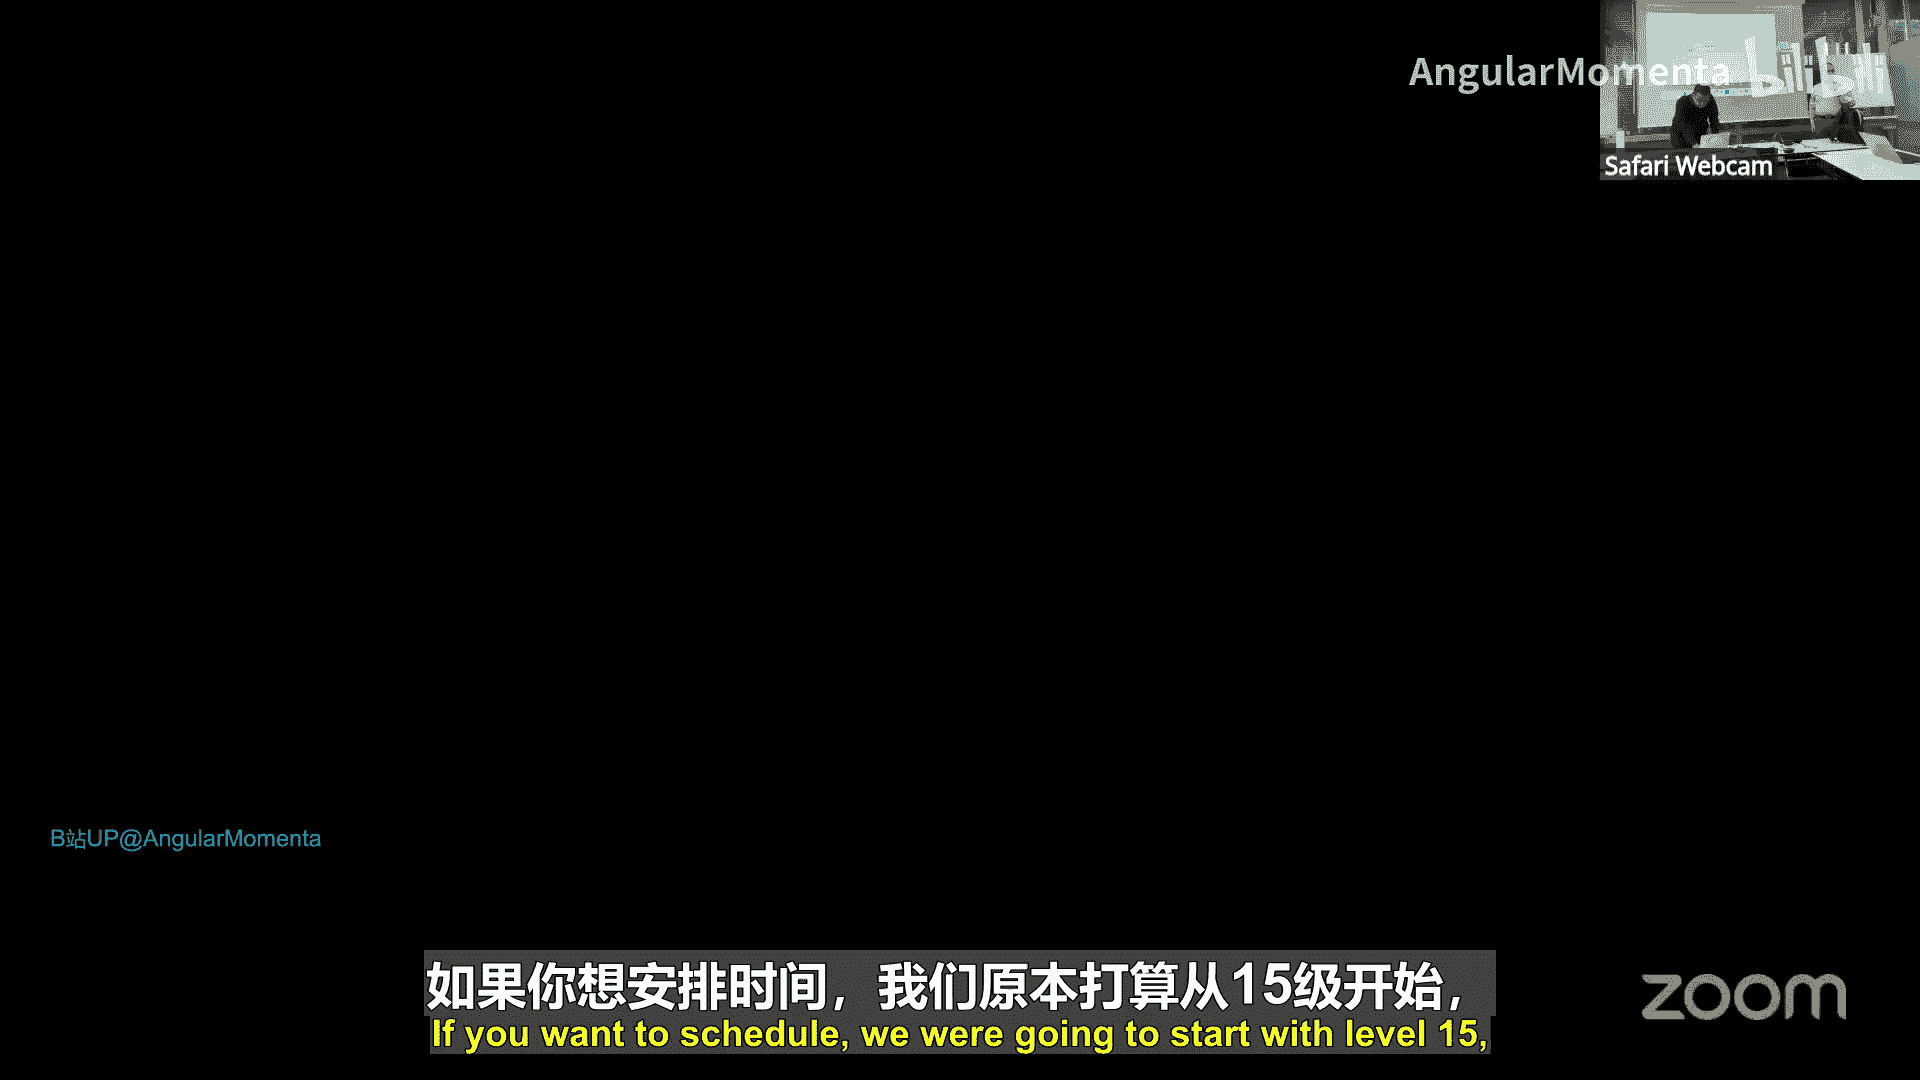 AngularMomenta
bilibili
Safari Webcam
B站UP@AngularMomenta
如果你想安排时间，我们原本打算从15级开始，
If you want to schedule, we were going to start with level 15,
zoom